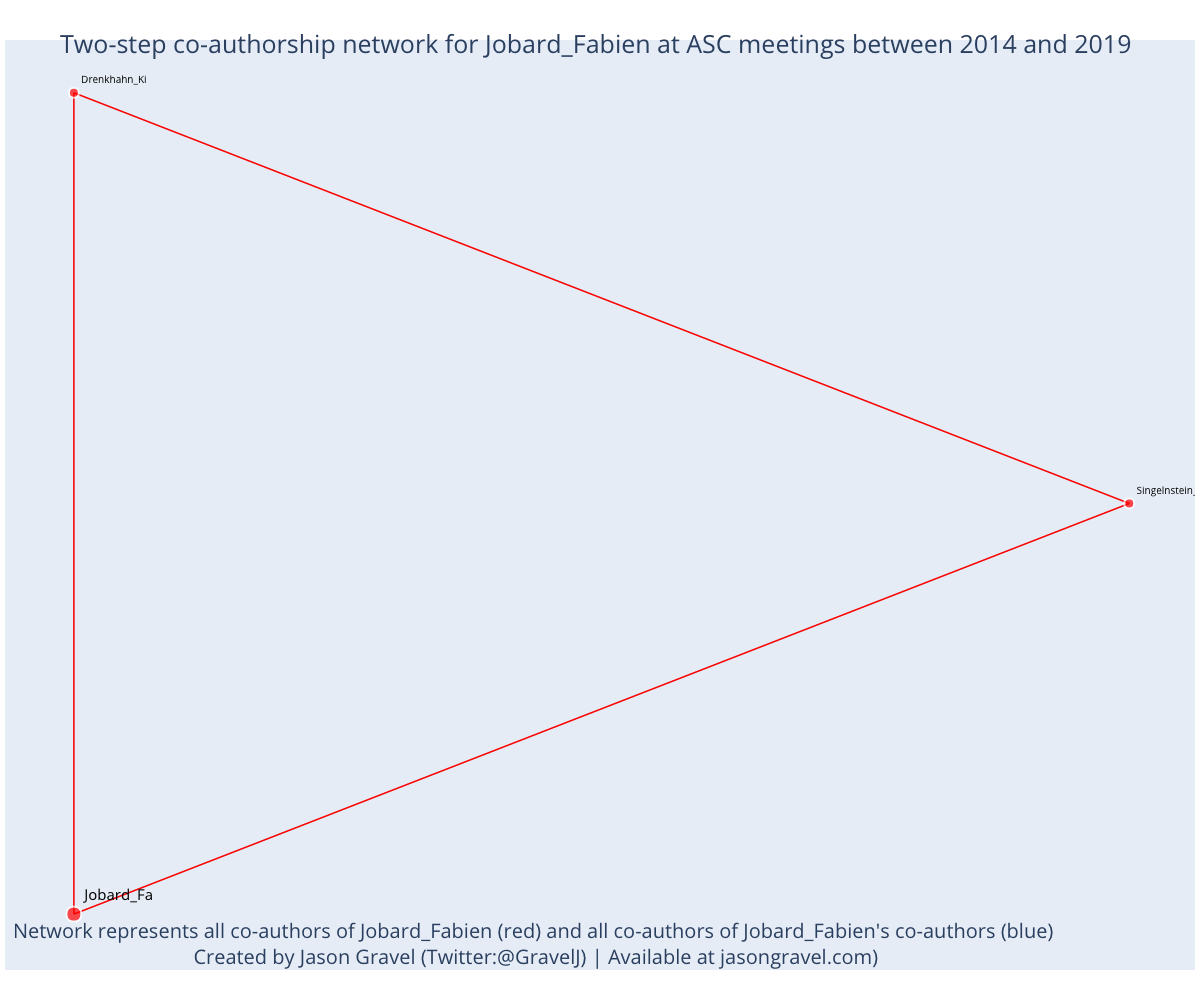 Two-step co-authorship network for Jobard_Fabien at ASC meetings between 2014 and 2019
Drenkhahn_Ki
Singelnstein_
Jobard_Fa
Network represents all co-authors of Jobard_Fabien (red) and all co-authors of Jobard_Fabien's co-authors (blue)
Created by Jason Gravel (Twitter:@GravelJ) | Available at jasongravel.com)